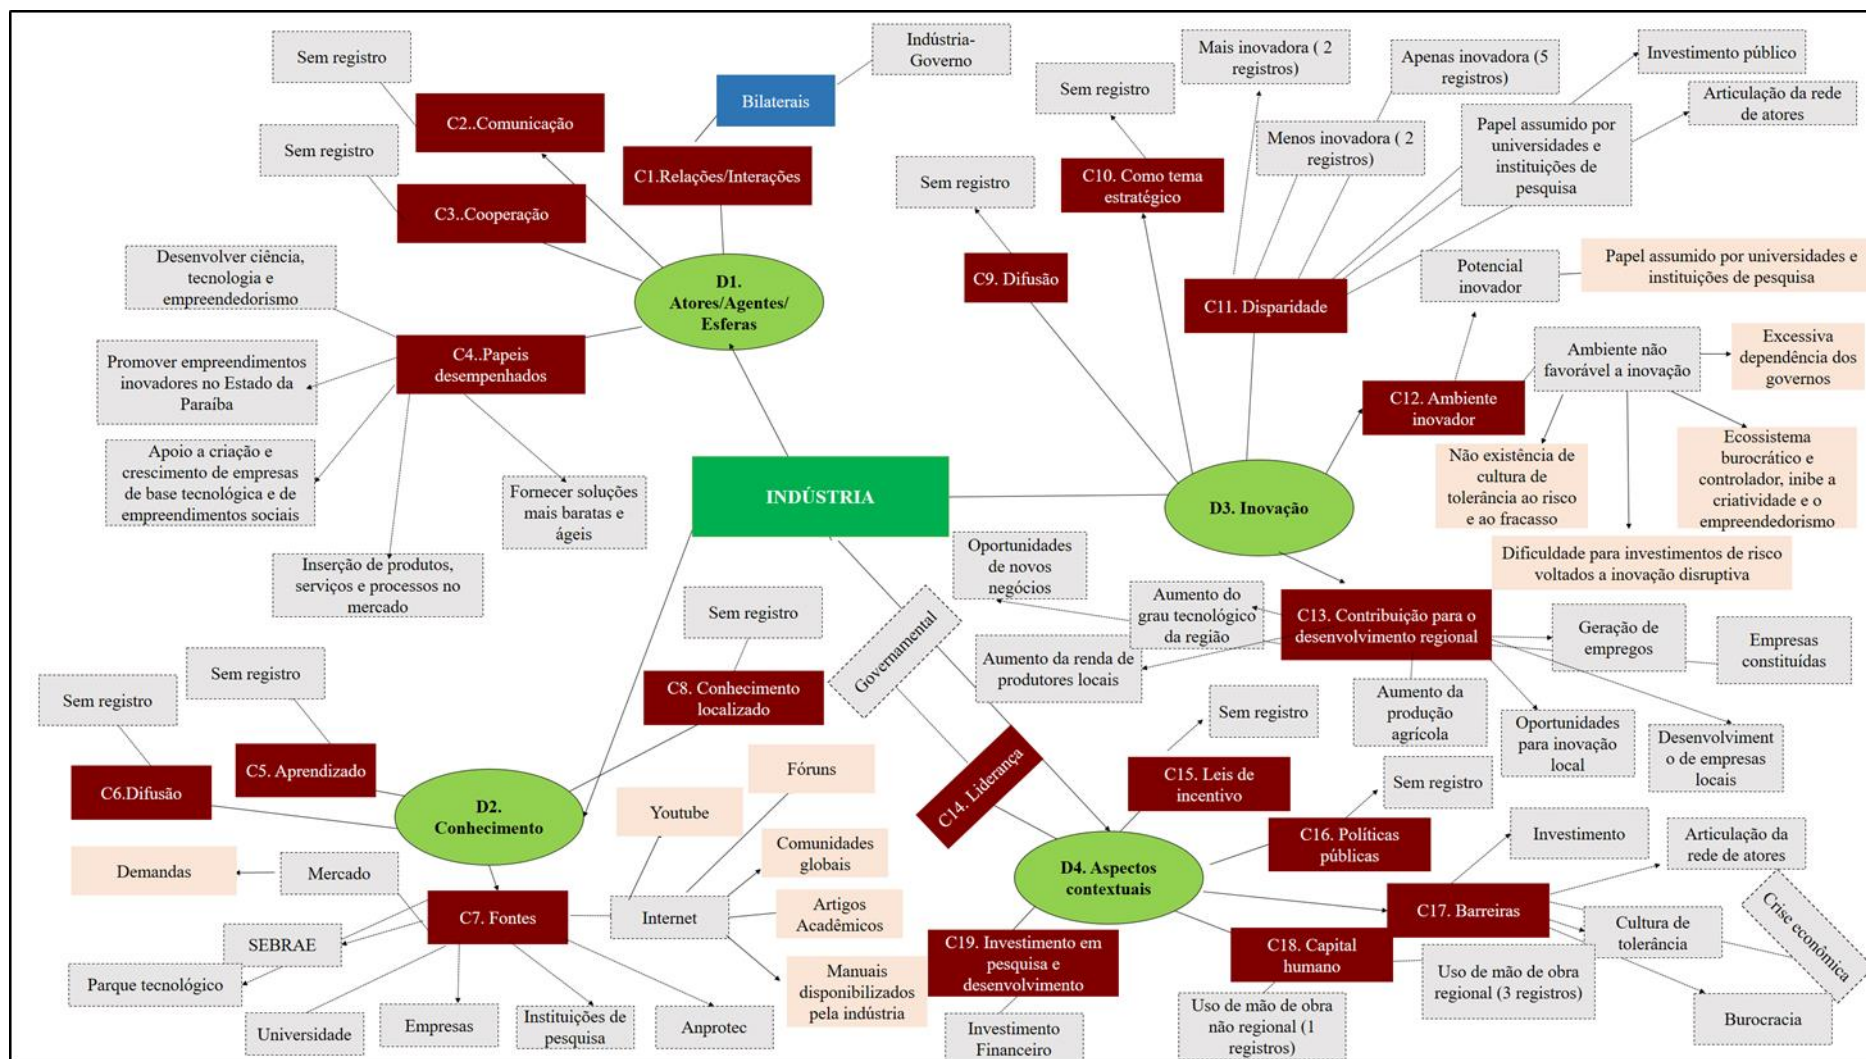 Sem registro
C2..Comunicação
Sem registro
C3..Cooperação
Bilaterais
Indústria-
Governo
C1.Relações/Interações
D1.
Atores/Agentes/
Esferas
Desenvolver ciência,
tecnologia e
empreendedorismo
Promover empreendimentos
inovadores no Estado da
Paraíba
C4..Papeis
desempenhados
Apoio a criação e
crescimento de empresas
de base tecnológica e de
empreendimentos sociais
Inserção de produtos,
serviços e processos no
mercado
Fornecer soluções
mais baratas e
ágeis
INDÚSTRIA
Sem registro
C9. Difusão
Sem registro
C10. Como tema
estratégico
Mais inovadora ( 2
registros)
Menos inovadora ( 2
registros)
Apenas inovadora (5
registros)
Papel assumido por
universidades e
instituições de
pesquisa
Investimento público
Articulação da rede
de atores
C11. Disparidade
Potencial
inovador
Papel assumido por universidades e
instituições de pesquisa
C12. Ambiente
inovador
Ambiente não
favorável a inovação
Excessiva
dependência dos
governos
Não existência de
cultura de
tolerância ao risco
e ao fracasso
Ecossistema
burocrático e
controlador, inibe a
criatividade e o
empreendedorismo
Dificuldade para investimentos de risco
voltados a inovação disruptiva
D3. Inovação
Oportunidades
de novos
negócios
Aumento do
grau tecnológico
da região
Aumento da renda de
produtores locais
C13. Contribuição para o
desenvolvimento regional
Geração de
empregos
Empresas
constituídas
Aumento da
produção
agrícola
Oportunidades
para inovação
local
Desenvolviment
o de empresas
locais
Sem registro
Sem registro
C6.Difusão
C5. Aprendizado
Sem registro
C8. Conhecimento
localizado
D2.
Conhecimento
Demandas
Mercado
C7. Fontes
SEBRAE
Parque tecnológico
Universidade
Empresas
Instituições de
pesquisa
Anprotec
Internet
Youtube
Fóruns
Comunidades
globais
Artigos
Acadêmicos
Manuais
disponibilizados
pela indústria
Governamental
C14. Liderança
Sem registro
C15. Leis de
incentivo
Sem registro
C16. Políticas
públicas
D4. Aspectos
contextuais
Investimento
Articulação da
rede de atores
C17. Barreiras
Cultura de
tolerância
Crise econômica
Burocracia
C18. Capital
humano
Uso de mão de obra
regional (3 registros)
Uso de mão de obra
não regional (1
registros)
C19. Investimento em
pesquisa e
desenvolvimento
Investimento
Financeiro